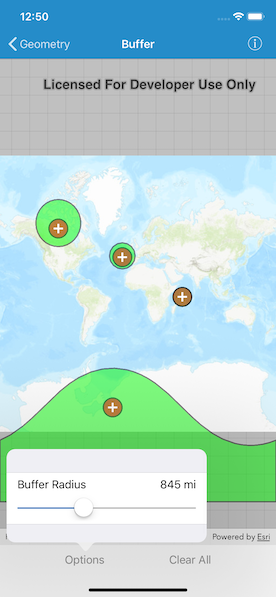 12:50
Geometry
Buffer
Licensed For Developer Use Only
Buffer Radius
845 mi
Powered by Esri
Options
Clear All